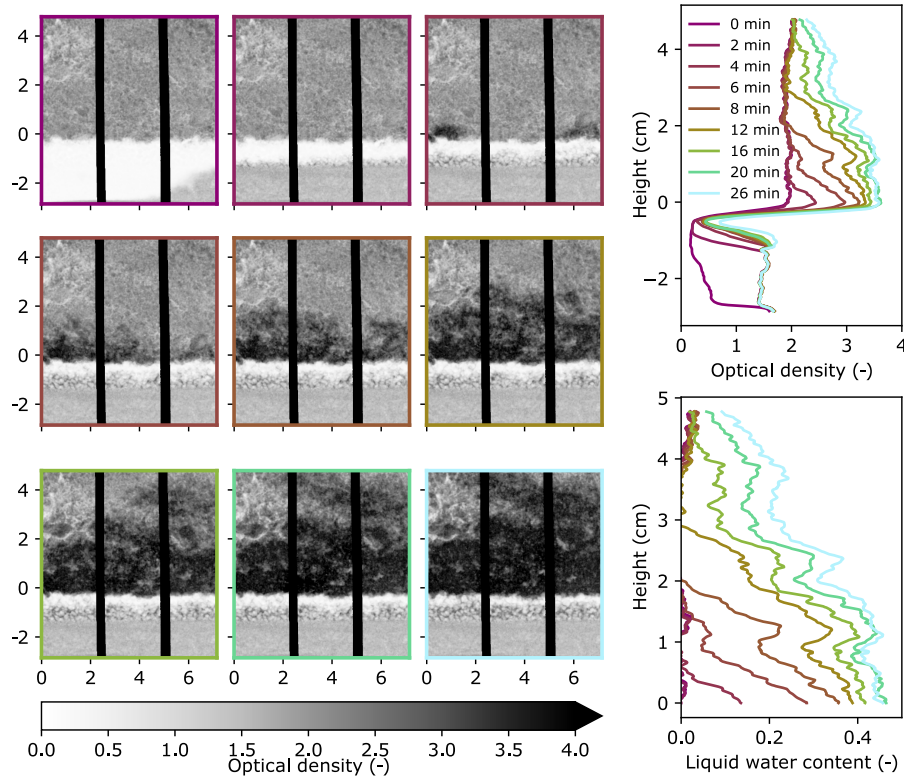 4
2
0
−2
4
2
0
−2
0 2 4 6
4
2
0
−2
0 2 4 6
0 2 4 6
0 2 4 6
0.0 0.5 1.0 1.5 2.0 2.5 3.0 3.5 4.0
Optical density (-)
0 min
2 min
4 min
6 min
8 min
12 min
16 min
20 min
26 min
4
2
0
−2
Height (cm)
0 1 2 3 4
Optical density (-)
5
4
3
2
1
0
Height (cm)
0.0 0.2 0.4
Liquid water content (-)